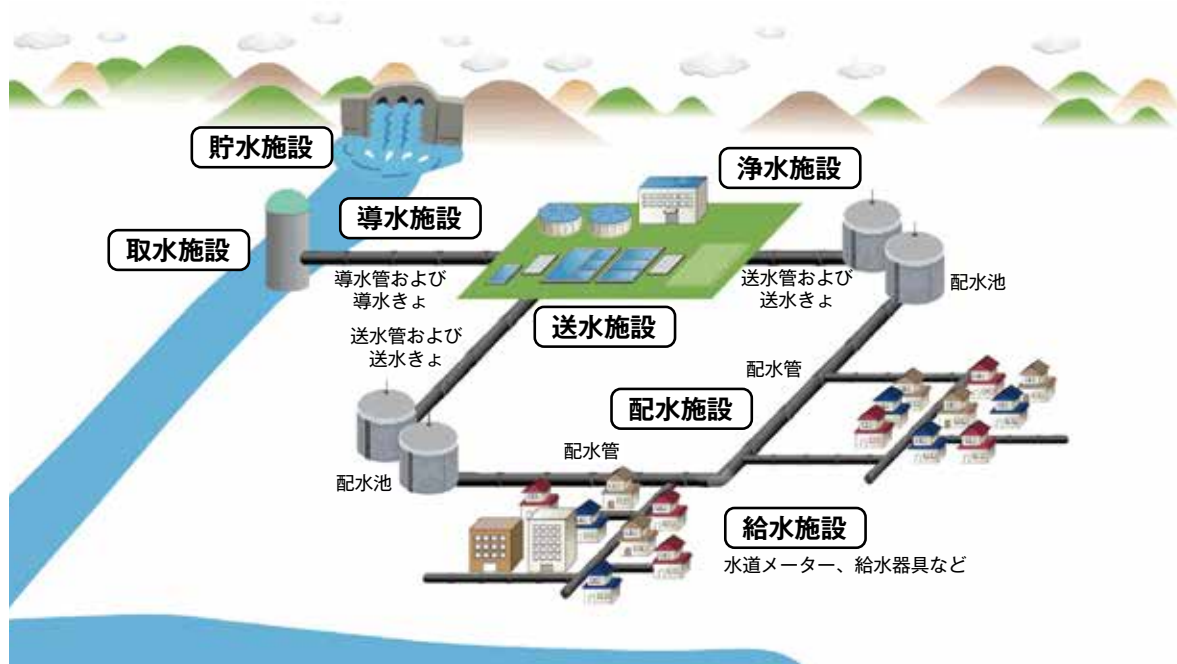 貯水施設
浄水施設
導水施設
取水施設
導水管および
導水きょ
送水管および
送水きょ
配水池
送水施設
送水管および
送水きょ
配水管
配水施設
配水管
配水池
給水施設
水道メーター、給水器具など